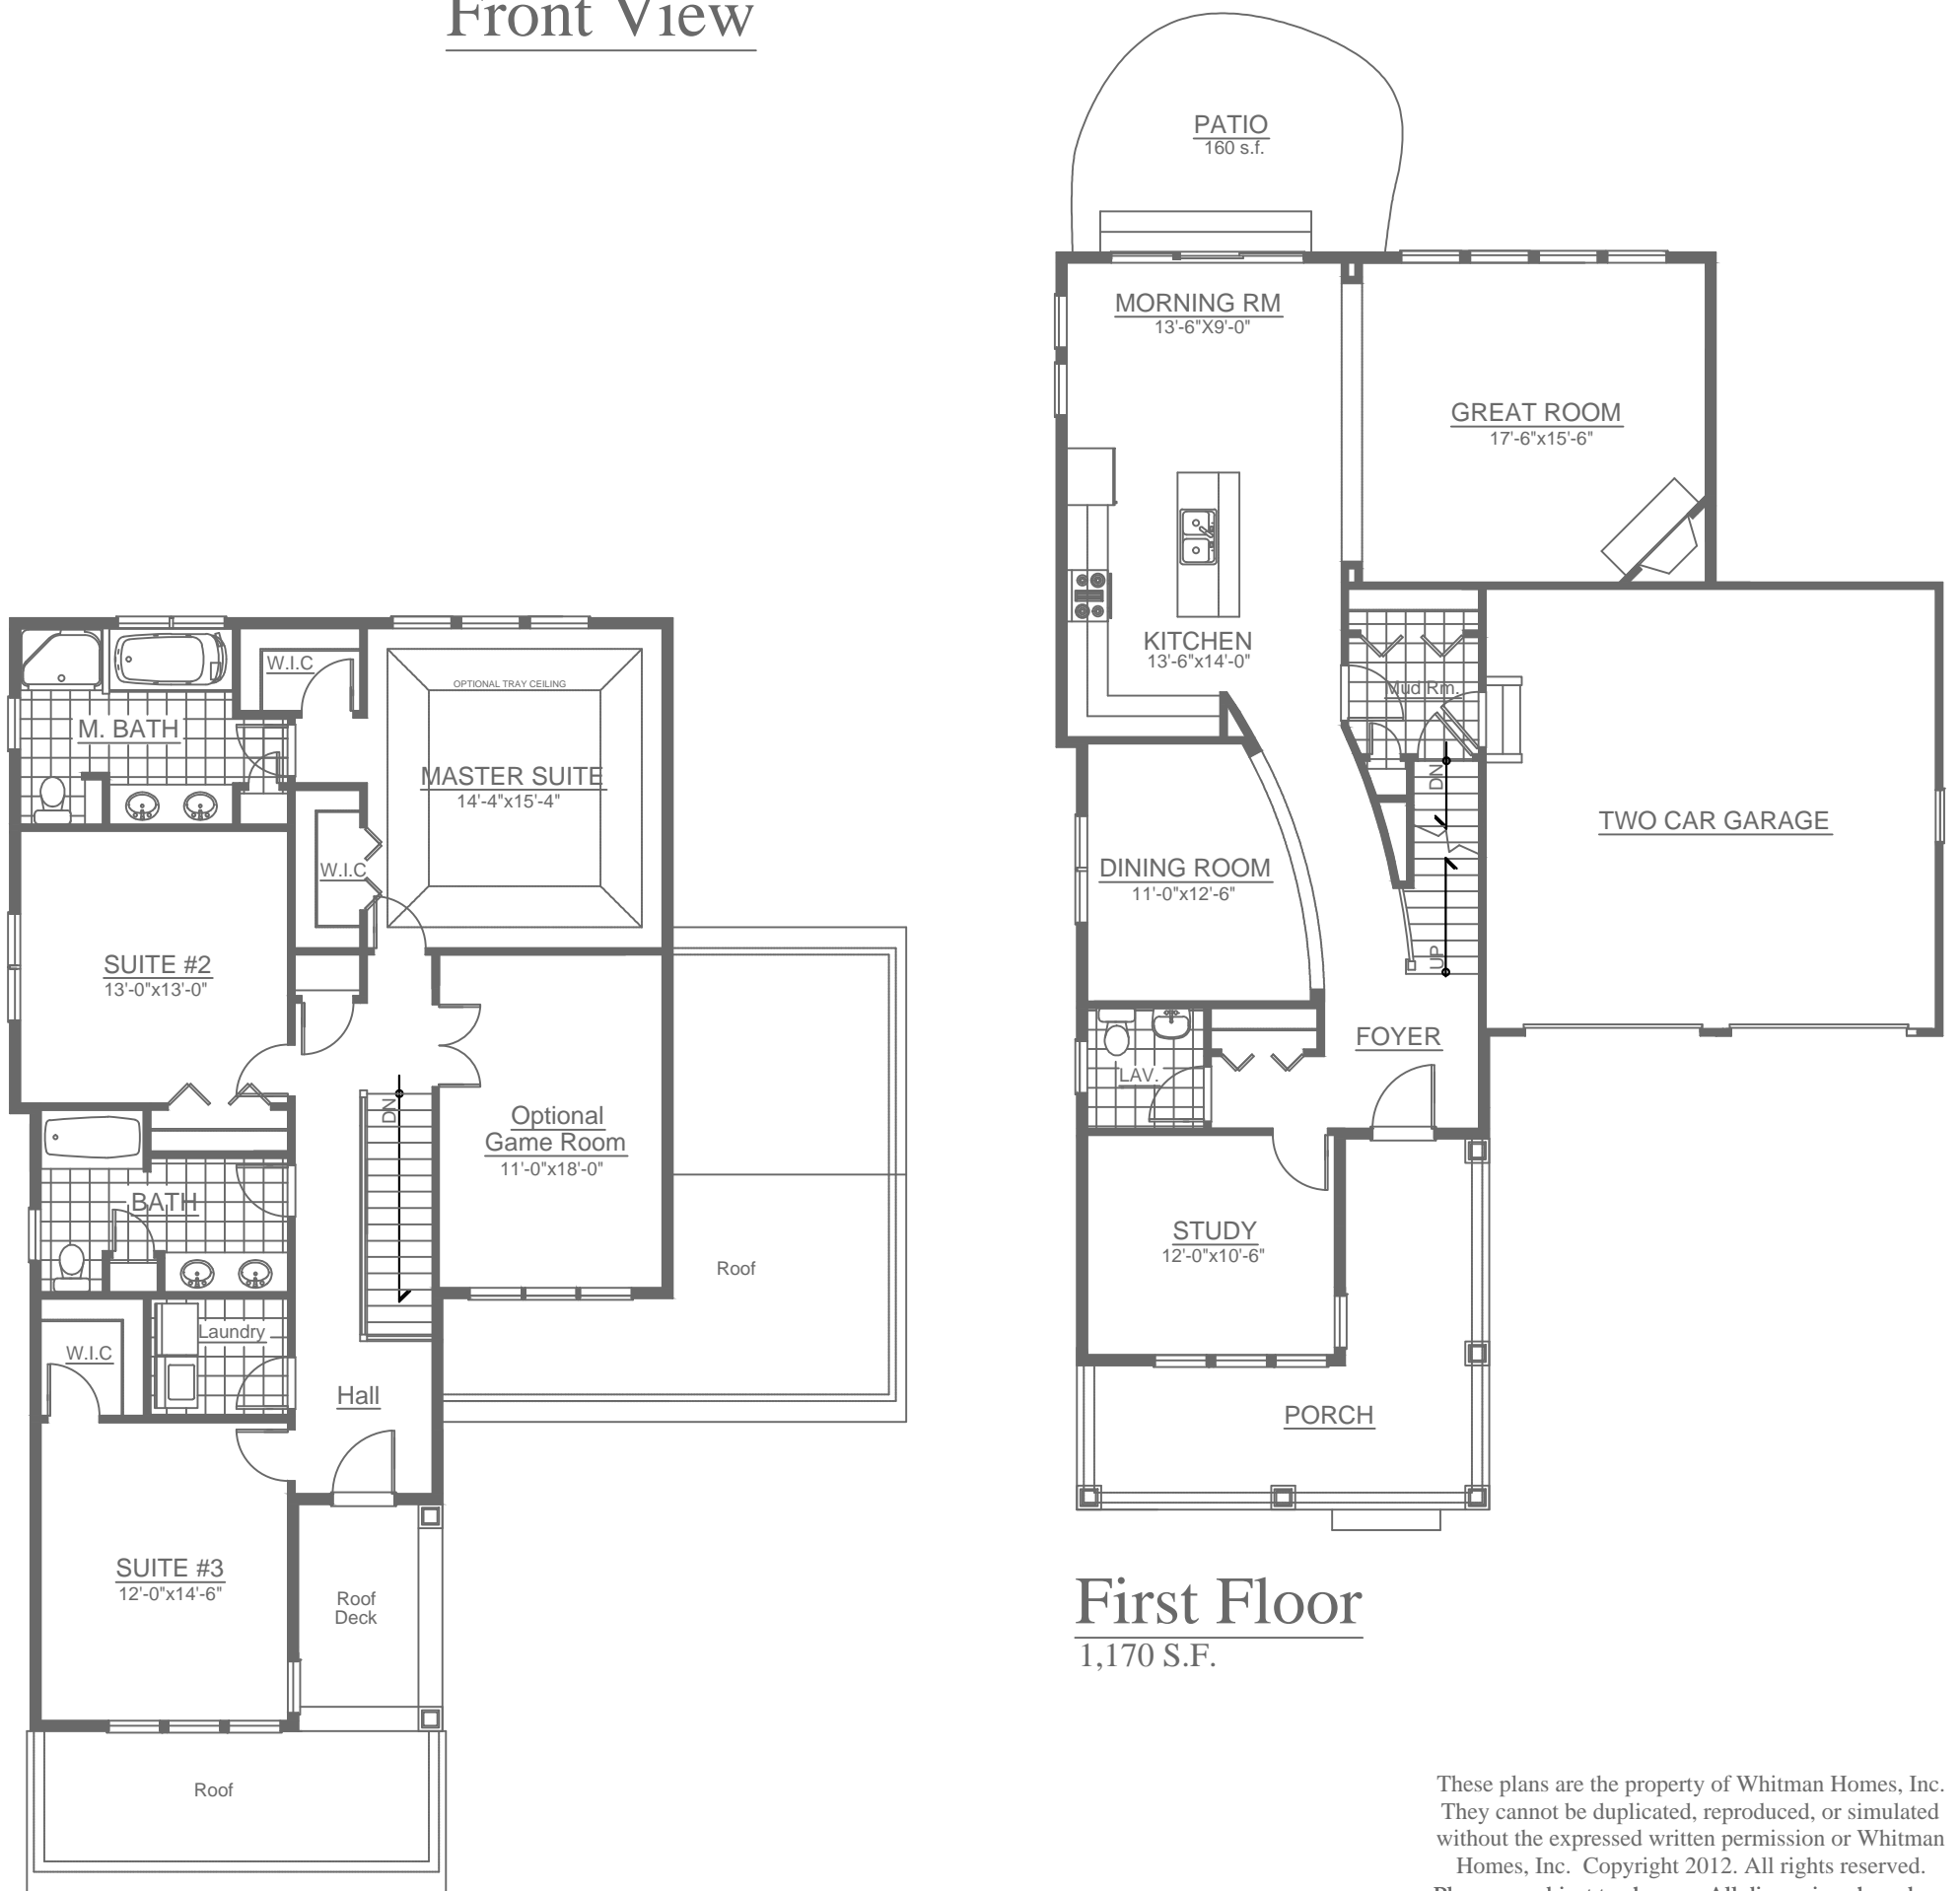 Front View
PATIO
160 s.f.
MORNING RM
13'-6"X9'-0"
GREAT ROOM
17'-6"x15'-6"
KITCHEN
13'-6"x14'-0"
Mud Rm.
DN
TWO CAR GARAGE
DINING ROOM
11'-0"x12'-6"
UP
FOYER
LAV.
STUDY
12'-0"x10'-6"
PORCH
First Floor
1,170 S.F.
W.I.C
OPTIONAL TRAY CEILING
M. BATH
MASTER SUITE
14'-4"x15'-4"
W.I.C
SUITE #2
13'-0"x13'-0"
DN
Optional
Game Room
11'-0"x18'-0"
BATH
Roof
Laundry
W.I.C
Hall
SUITE #3
12'-0"x14'-6"
Roof
Deck
Roof
These plans are the property of Whitman Homes, Inc.
They cannot be duplicated, reproduced, or simulated
without the expressed written permission or Whitman
Homes, Inc. Copyright 2012. All rights reserved.